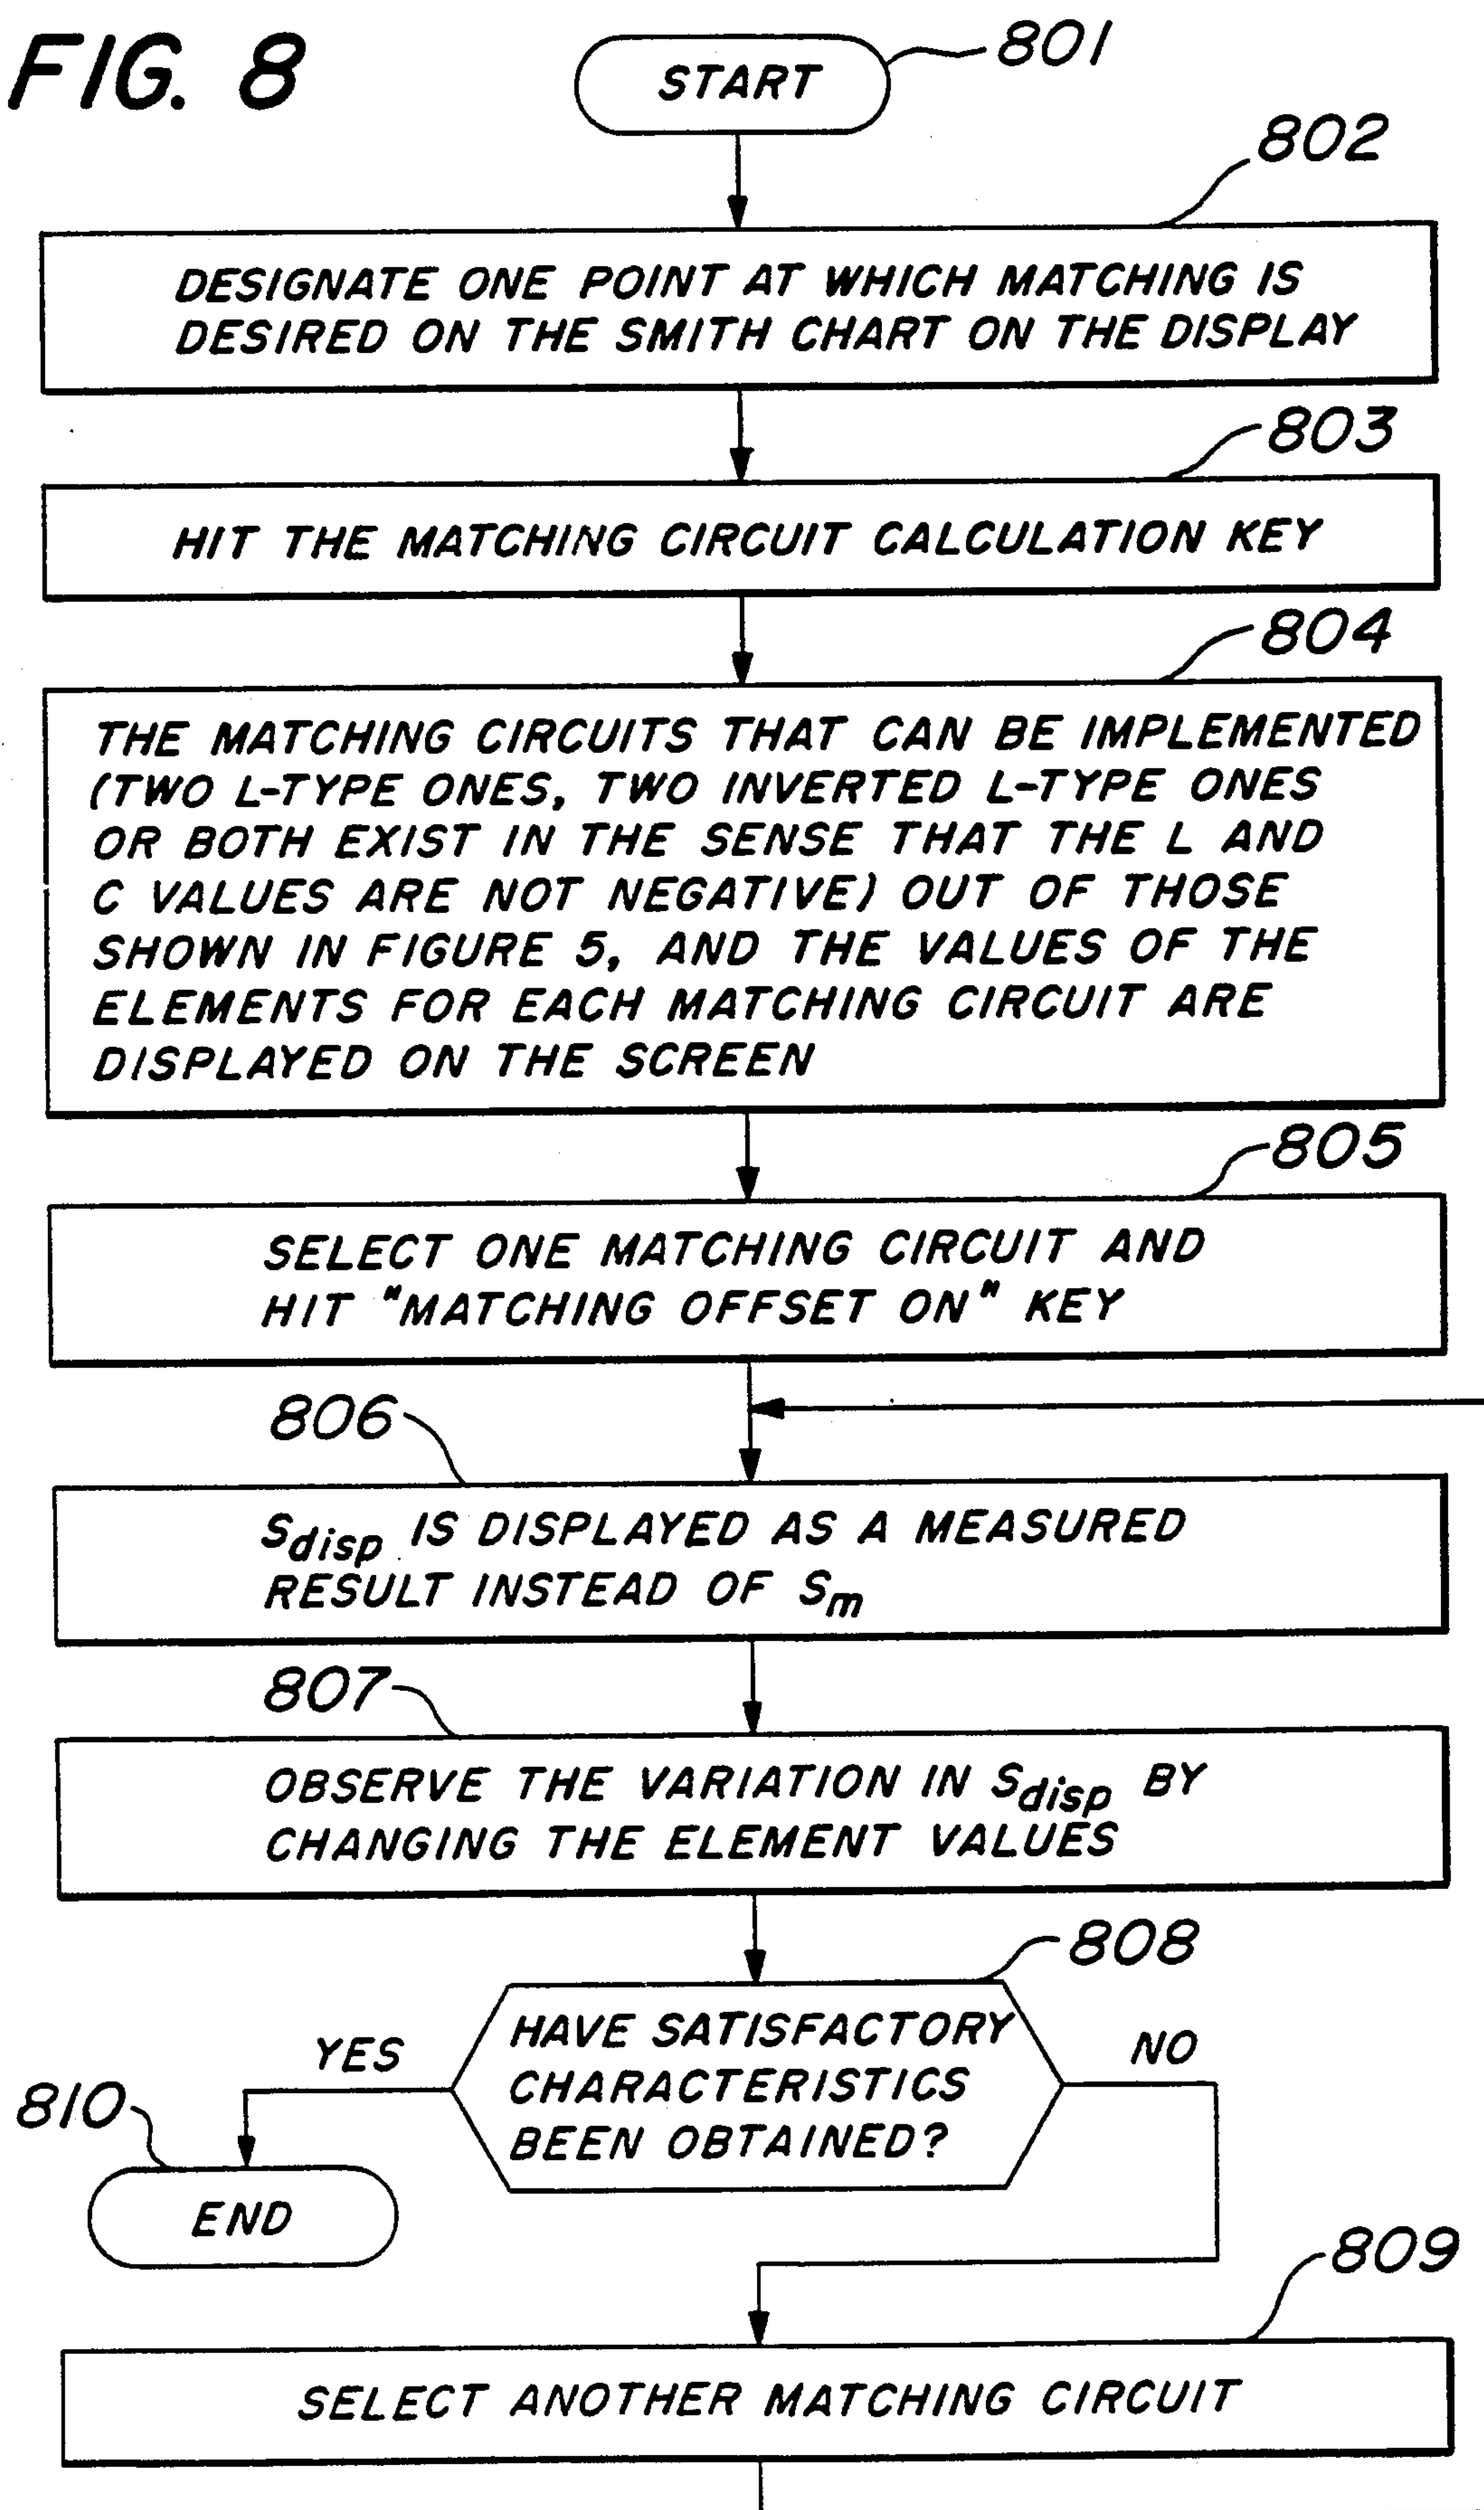 FIG. 8
START
801
802
DESIGNATE ONE POINT AT WHICH MATCHING IS
DESIRED ON THE SMITH CHART ON THE DISPLAY
803
HIT THE MATCHING CIRCUIT CALCULATION KEY
804
THE MATCHING CIRCUITS THAT CAN BE IMPLEMENTED
(TWO L-TYPE ONES, TWO INVERTED L-TYPE ONES
OR BOTH EXIST IN THE SENSE THAT THE L AND
C VALUES ARE NOT NEGATIVE) OUT OF THOSE
SHOWN IN FIGURE 5, AND THE VALUES OF THE
ELEMENTS FOR EACH MATCHING CIRCUIT ARE
DISPLAYED ON THE SCREEN
805
SELECT ONE MATCHING CIRCUIT AND
HIT "MATCHING OFFSET ON" KEY
806
Sdisp IS DISPLAYED AS A MEASURED
RESULT INSTEAD OF Sm
807
OBSERVE THE VARIATION IN Sdisp BY
CHANGING THE ELEMENT VALUES
808
HAVE SATISFACTORY
CHARACTERISTICS
BEEN OBTAINED?
YES
NO
810
END
809
SELECT ANOTHER MATCHING CIRCUIT